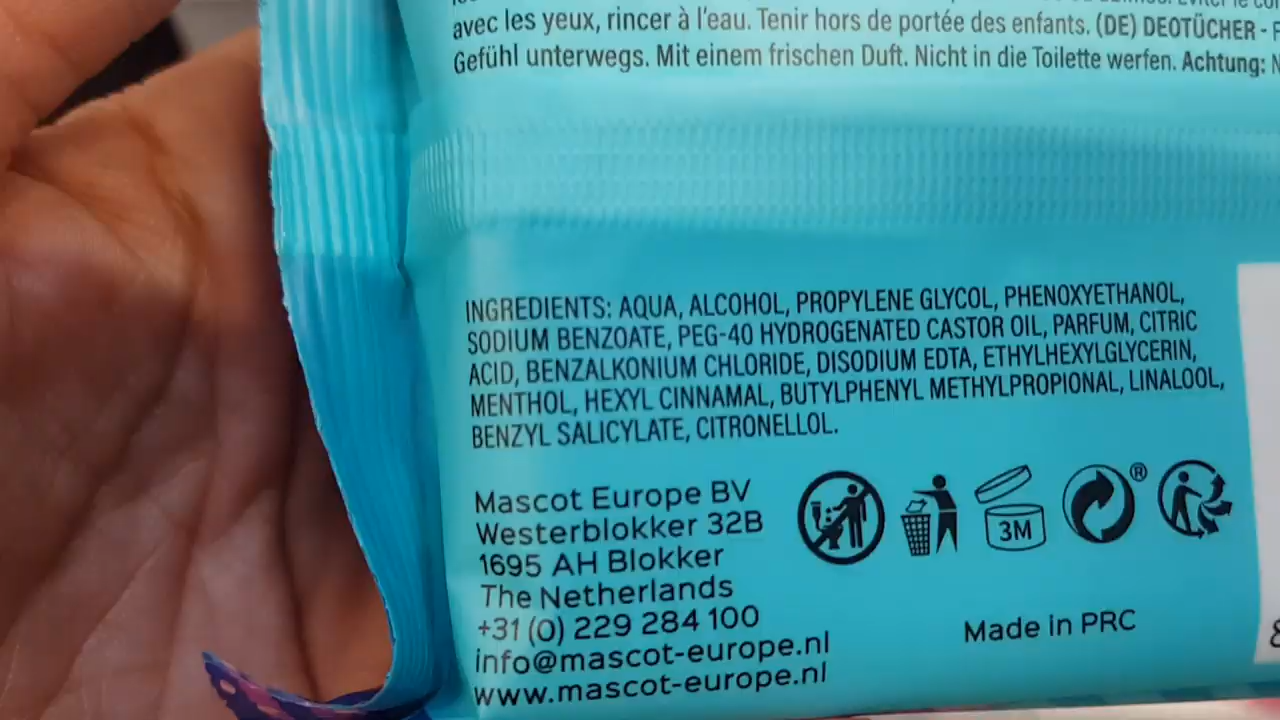 avec les yeux, rincer à l'eau. Tenir hors de portée des enfants. (DE) DEOTÜCHER - F
Gefühl unterwegs. Mit einem frischen Duft. Nicht in die Toilette werfen. Achtung: N
INGREDIENTS: AQUA, ALCOHOL, PROPYLENE GLYCOL, PHENOXYETHANOL,
SODIUM BENZOATE, PEG-40 HYDROGENATED CASTOR OIL, PARFUM, CITRIC
ACID, BENZALKONIUM CHLORIDE, DISODIUM EDTA, ETHYLHEXYLGLYCERIN,
MENTHOL, HEXYL CINNAMAL, BUTYLPHENYL METHYLPROPIONAL, LINALOOL,
BENZYL SALICYLATE, CITRONELLOL.
Mascot Europe BV
Westerblokker 32B
1695 AH Blokker
The Netherlands
+31 (0) 229 284 100
info@mascot-europe.nl
www.mascot-europe.nl
3M
®
Made in PRC